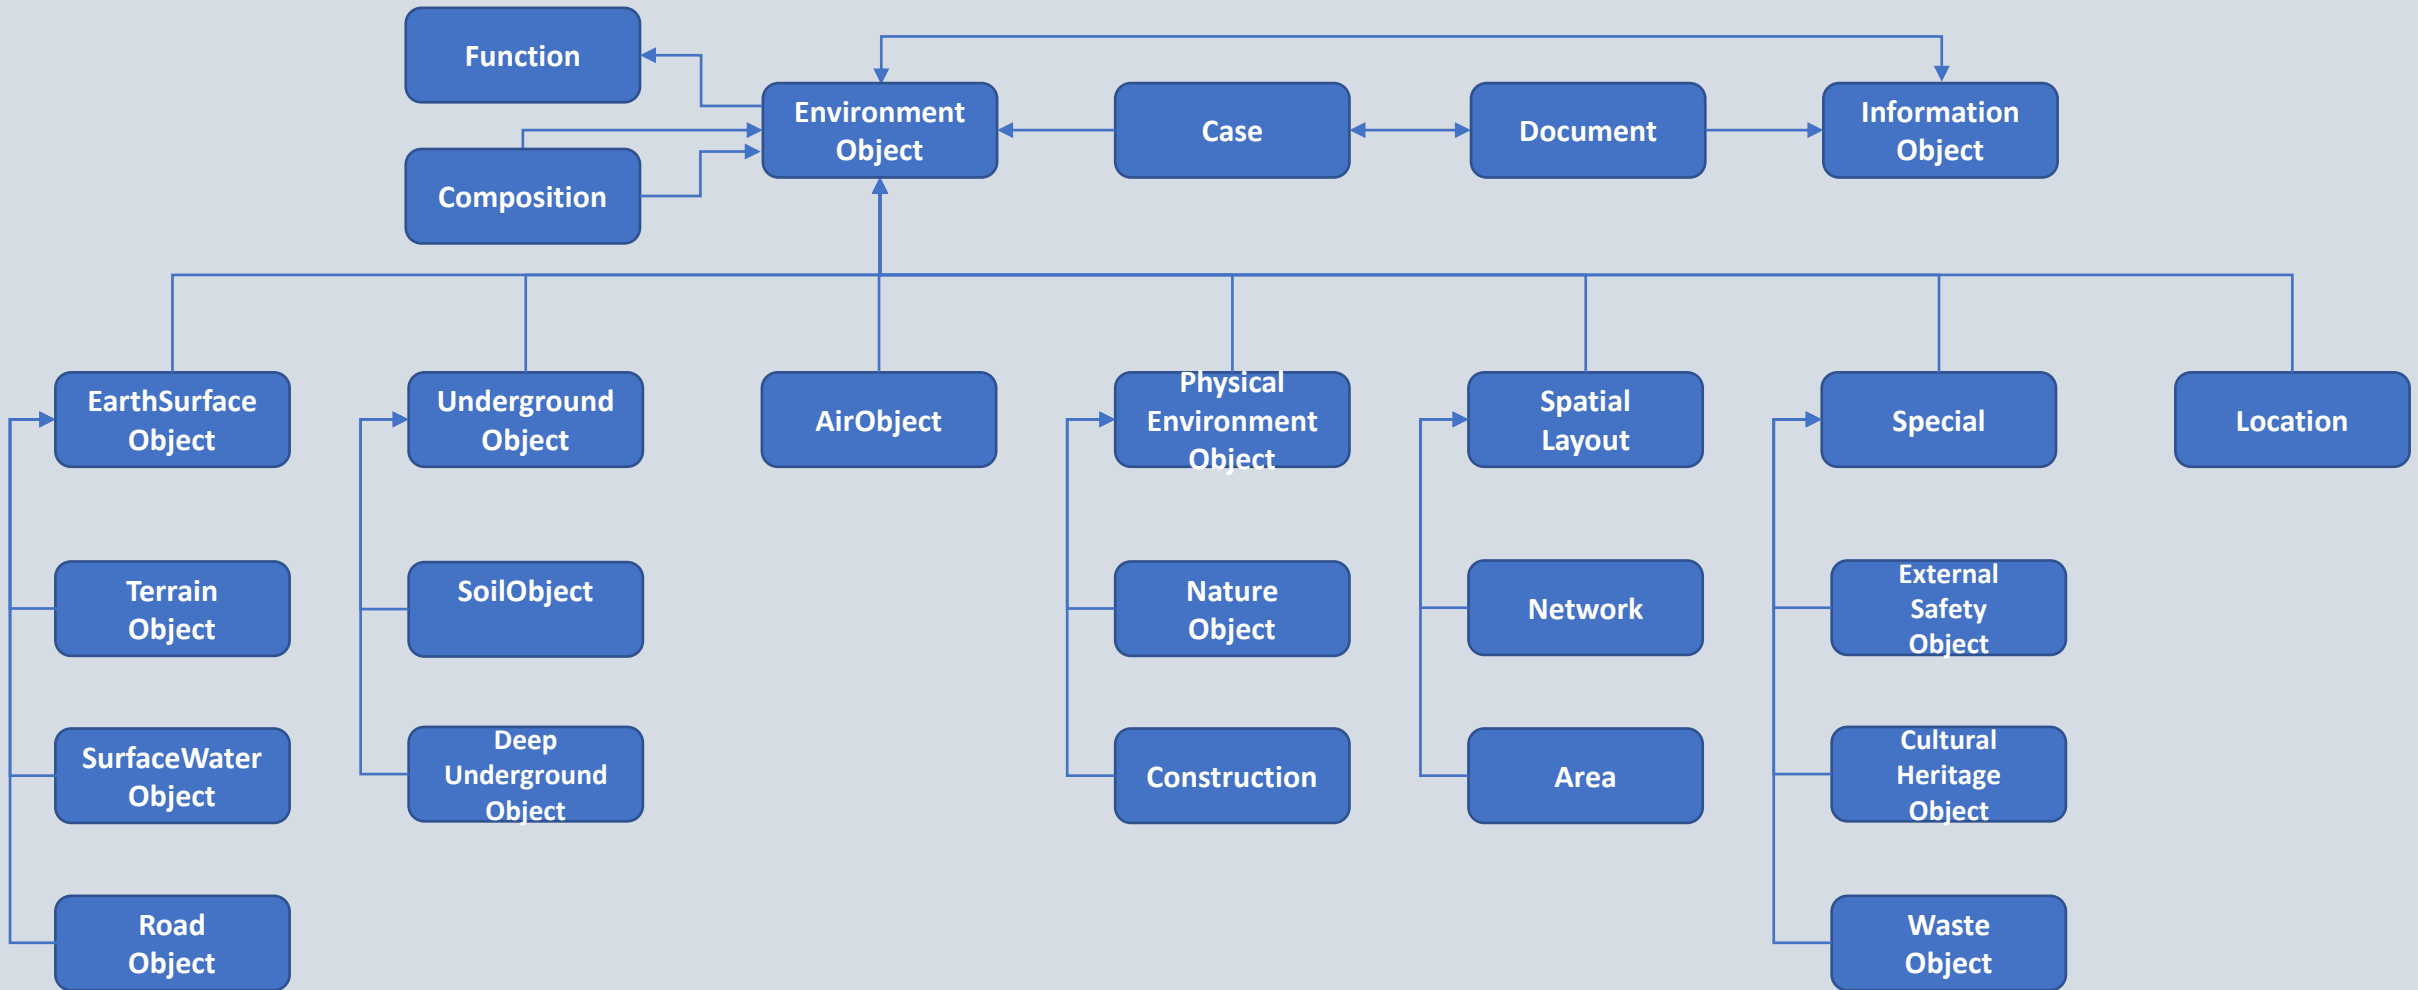 Function
Environment
Object
Case
Document
Information
Object
Composition
EarthSurface
Object
Underground
Object
AirObject
Physical
Environment
Object
Spatial
Layout
Special
Location
Terrain
Object
SoilObject
Nature
Object
Network
External
Safety
Object
SurfaceWater
Object
Deep
Underground
Object
Construction
Area
Cultural
Heritage
Object
Road
Object
Waste
Object